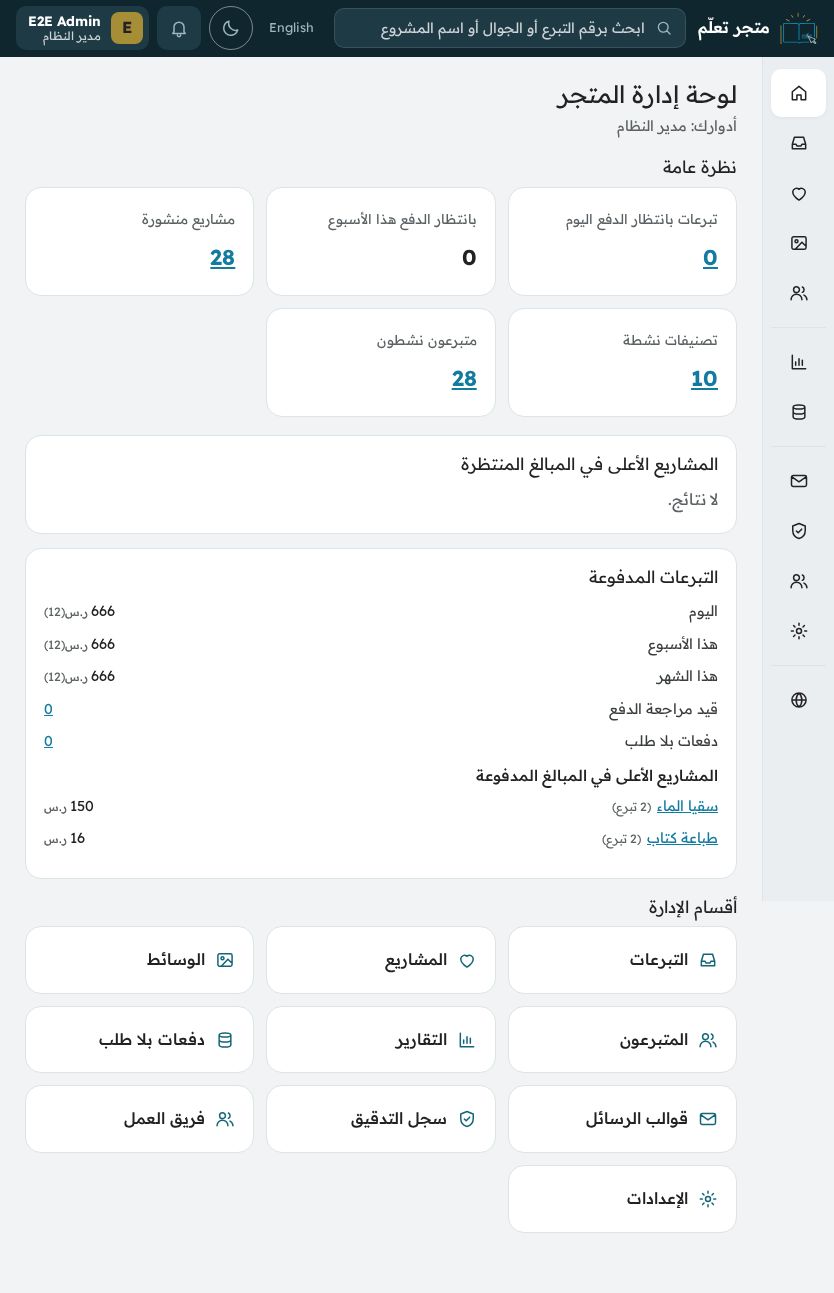 متجر تعلّم
ابحث برقم التبرع أو الجوال أو اسم المشروع
English
E
E2E Admin
مدير النظام
لوحة إدارة المتجر
أدوارك: مدير النظام
نظرة عامة
تبرعات بانتظار الدفع اليوم
0
بانتظار الدفع هذا الأسبوع
0
مشاريع منشورة
28
تصنيفات نشطة
10
متبرعون نشطون
28
المشاريع الأعلى في المبالغ المنتظرة
لا نتائج.
التبرعات المدفوعة
اليوم 666 ر.س(12)
هذا الأسبوع 666 ر.س(12)
هذا الشهر 666 ر.س(12)
قيد مراجعة الدفع 0
دفعات بلا طلب 0
المشاريع الأعلى في المبالغ المدفوعة
سقيا الماء (2 تبرع) 150 ر.س
طباعة كتاب (2 تبرع) 16 ر.س
أقسام الإدارة
التبرعات
المشاريع
الوسائط
المتبرعون
التقارير
دفعات بلا طلب
قوالب الرسائل
سجل التدقيق
فريق العمل
الإعدادات